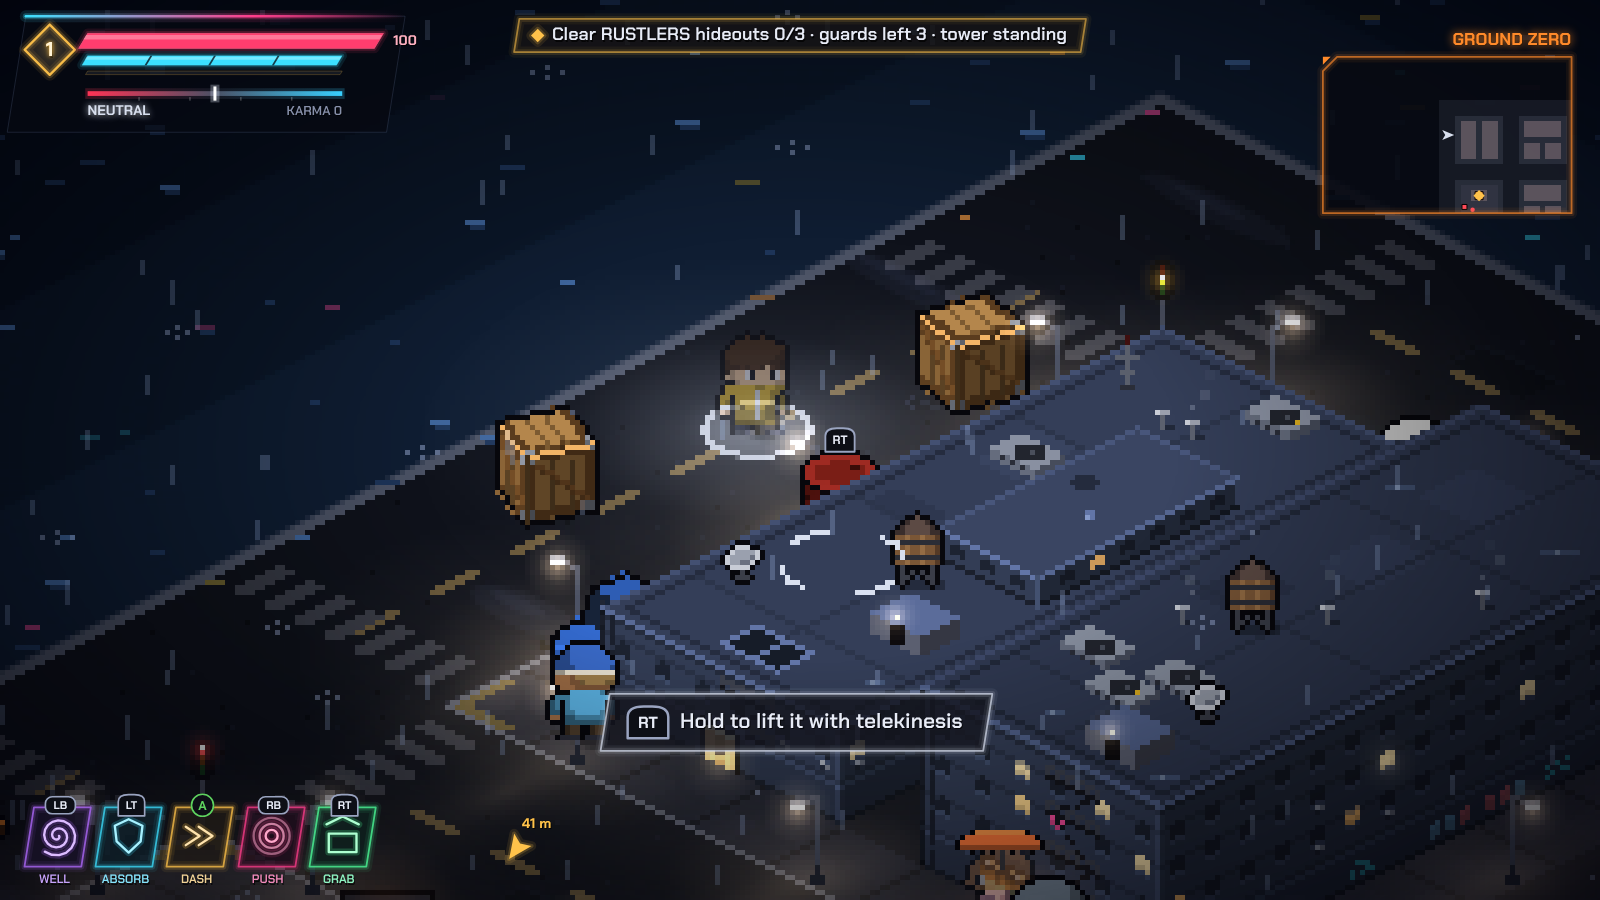 1
100
NEUTRAL
KARMA 0
Clear RUSTLERS hideouts 0/3 · guards left 3 · tower standing
GROUND ZERO
RT
RT Hold to lift it with telekinesis
41 m
LB LT A RB RT
WELL ABSORB DASH PUSH GRAB